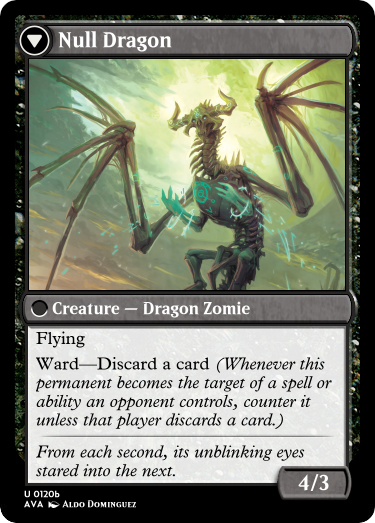 Null Dragon
Creature — Dragon Zomie
Flying
Ward—Discard a card (Whenever this
permanent becomes the target of a spell or
ability an opponent controls, counter it
unless that player discards a card.)
From each second, its unblinking eyes
stared into the next.
4/3
U 0120b
AVA Aldo Dominguez